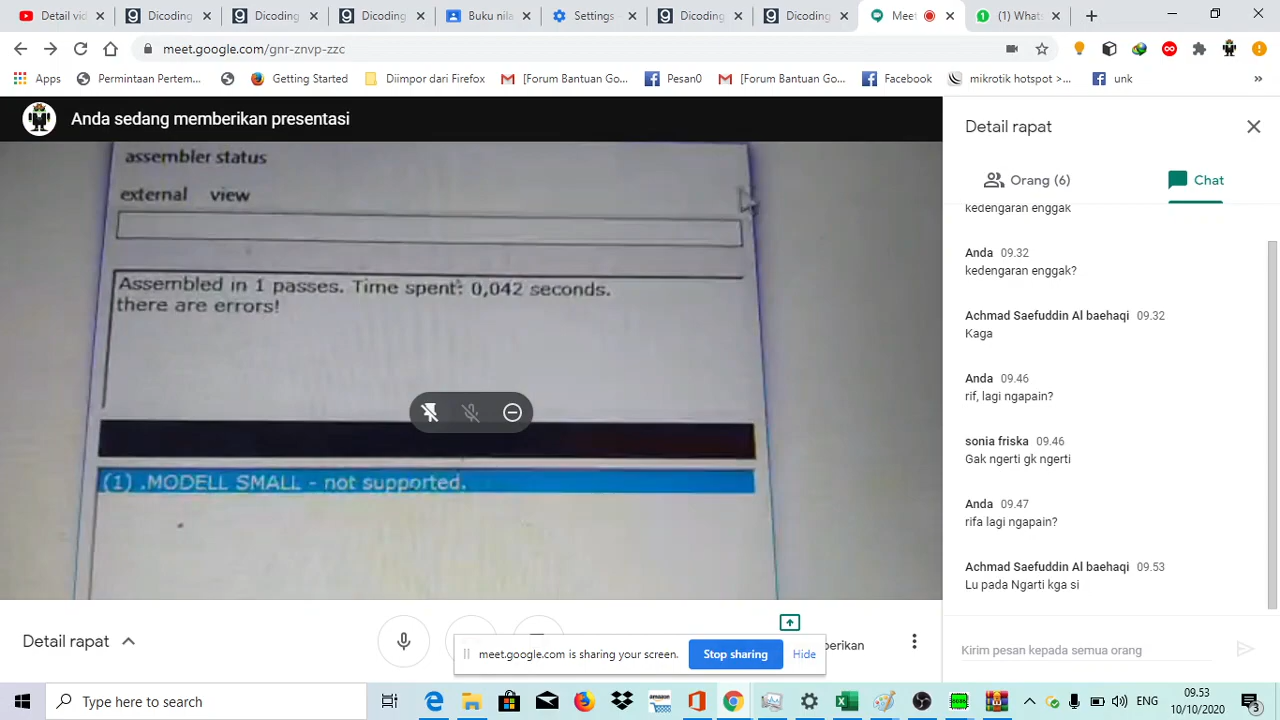 Video dal
Dicoding
Dicoding
Dicoding
Buku nila
Settings
Dicoding
Dicoding
Meet
(1) Whats
meet.google.com/gnr-znvp-zzc
Apps
Permintaan Pertem...
Getting Started
Diimpor dari Firefox
[Forum Bantuan Go...
Pesan0
[Forum Bantuan Go...
Facebook
mikrotik hotspot >...
unk
»
Anda sedang memberikan presentasi
assembler status
external view
Assembled in 1 passes. Time spent: 0,042 seconds.
there are errors!
(1) .MODELL SMALL - not supported.
Detail rapat
Orang (6)
Chat
kedengaran enggak
Anda 09.32
kedengaran enggak?
Achmad Saefuddin Al baehaqi 09.32
Kaga
Anda 09.46
rif, lagi ngapain?
sonia friska 09.46
Gak ngerti gk ngerti
Anda 09.47
rifa lagi ngapain?
Achmad Saefuddin Al baehaqi 09.53
Lu pada Ngarti kga si
Kirim pesan kepada semua orang
Detail rapat
erikan
meet.google.com is sharing your screen.
Stop sharing
Hide
Type here to search
ENG
09.53
10/10/2020
3